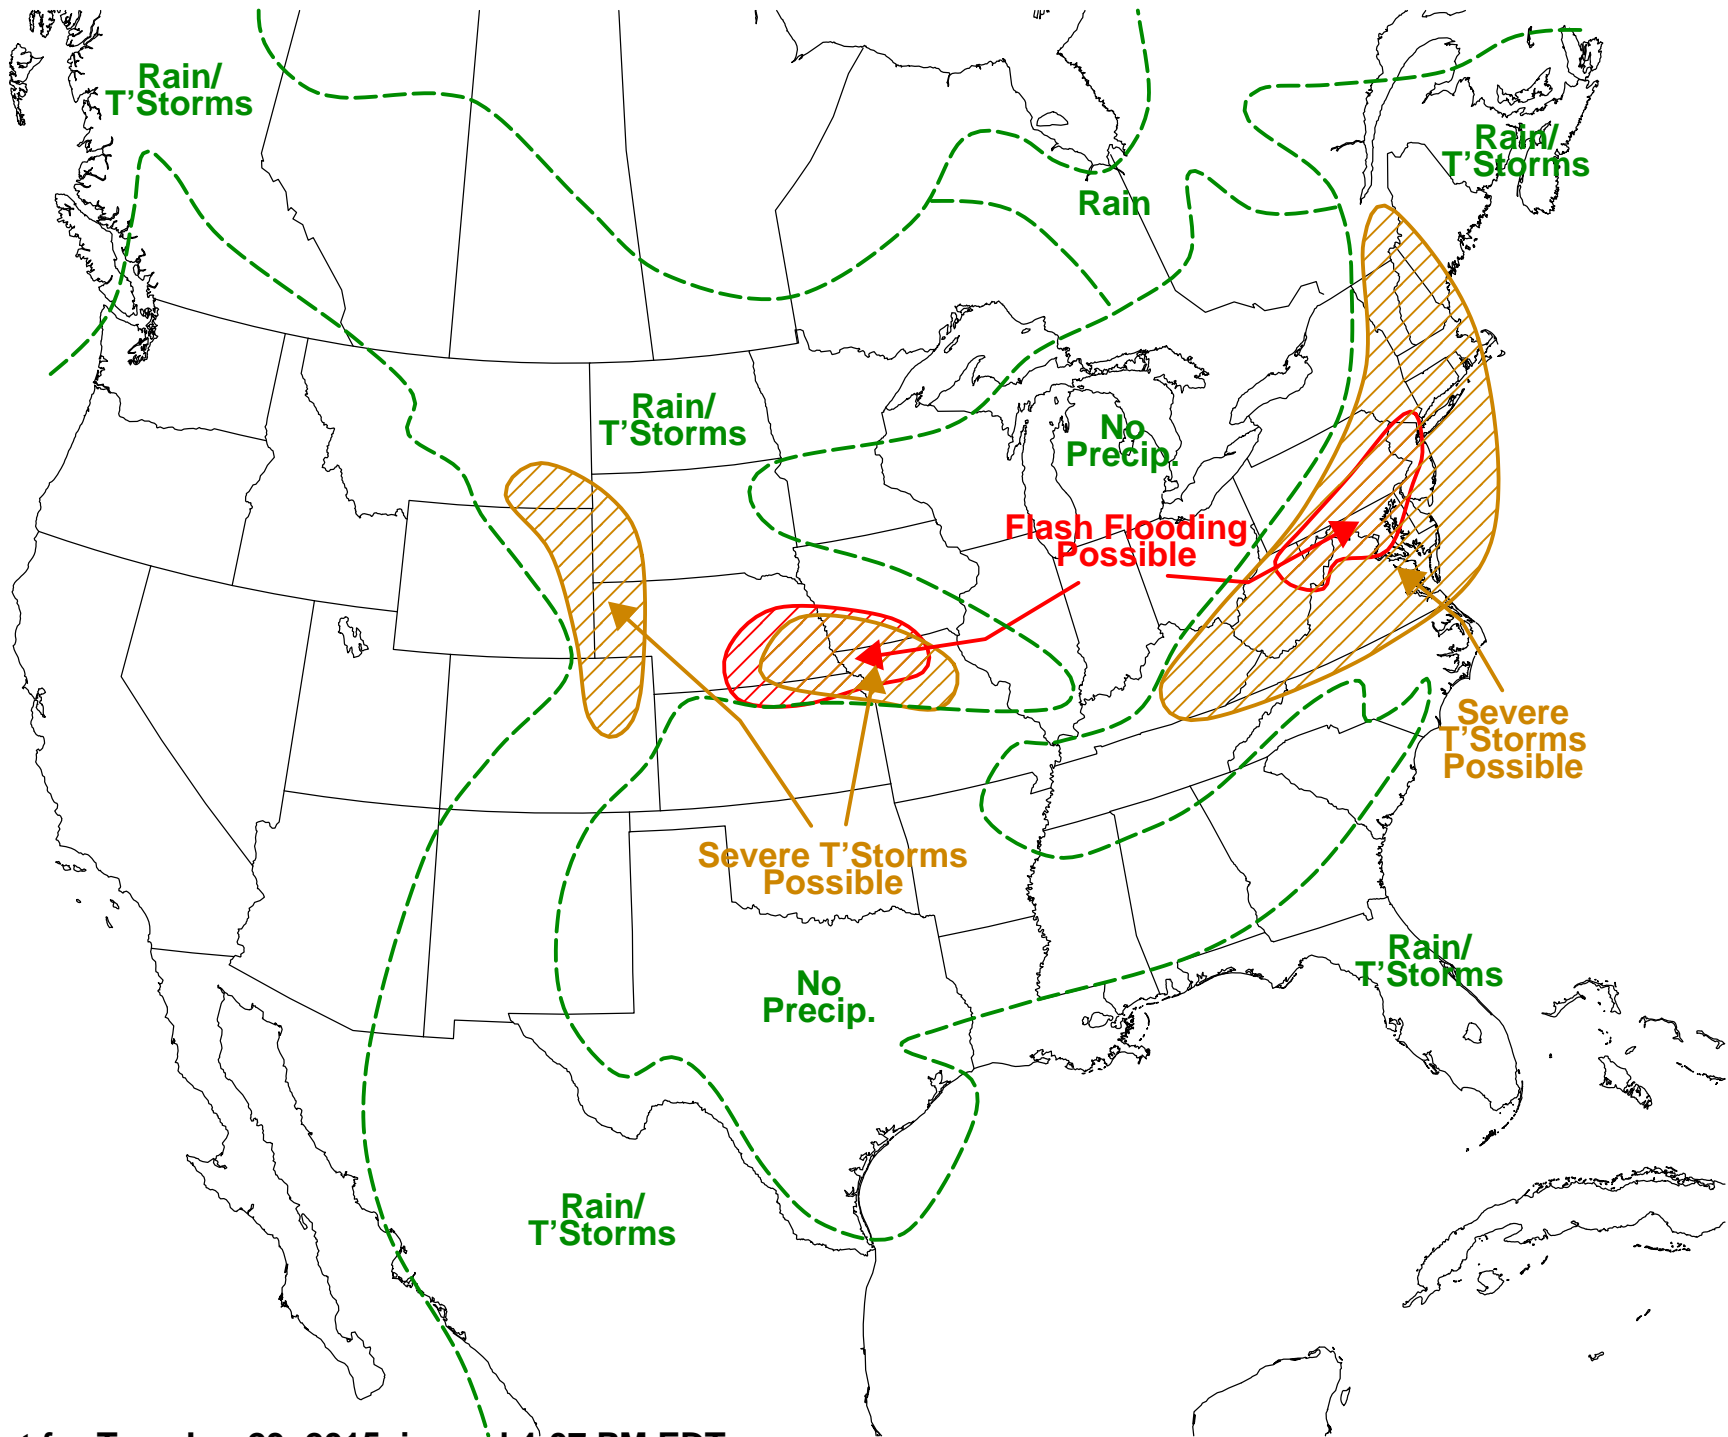 Rain/
T’Storms
Rain/
T’Storms
Rain
Rain/
T’Storms
No
Precip.
Flash Flooding
Possible
Severe
T’Storms
Possible
Severe T’Storms
Possible
Rain/
T’Storms
No
Precip.
Rain/
T’Storms